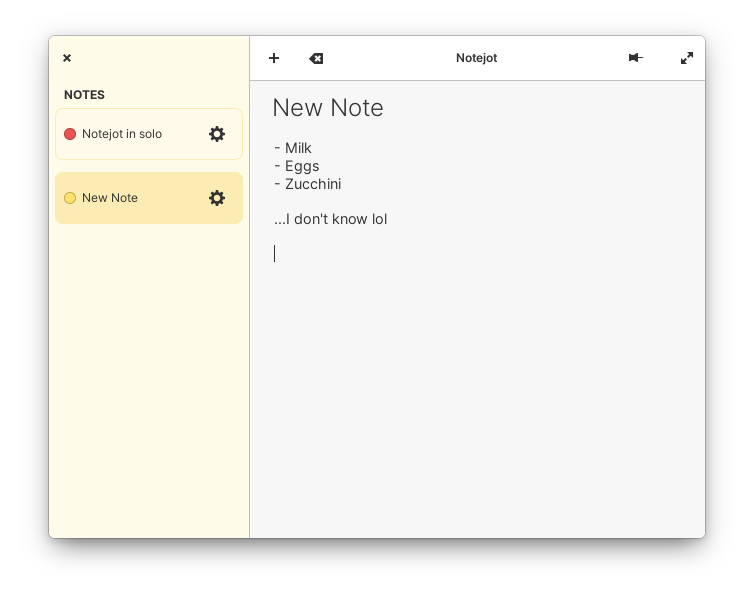 Notejot
NOTES
Notejot in solo
New Note
New Note
- Milk
- Eggs
- Zucchini
...I don't know lol